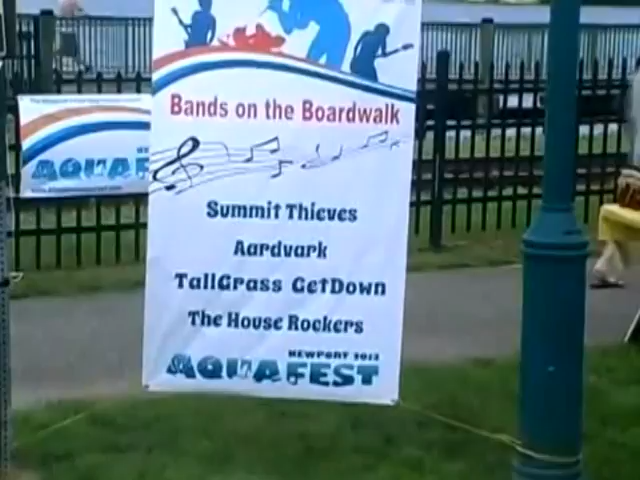 Bands on the Boardwalk
Summit Thieves
Aardvark
TallGrass GetDown
The House Rockers
NEWPORT 2013
AQUAFEST
AQUAF